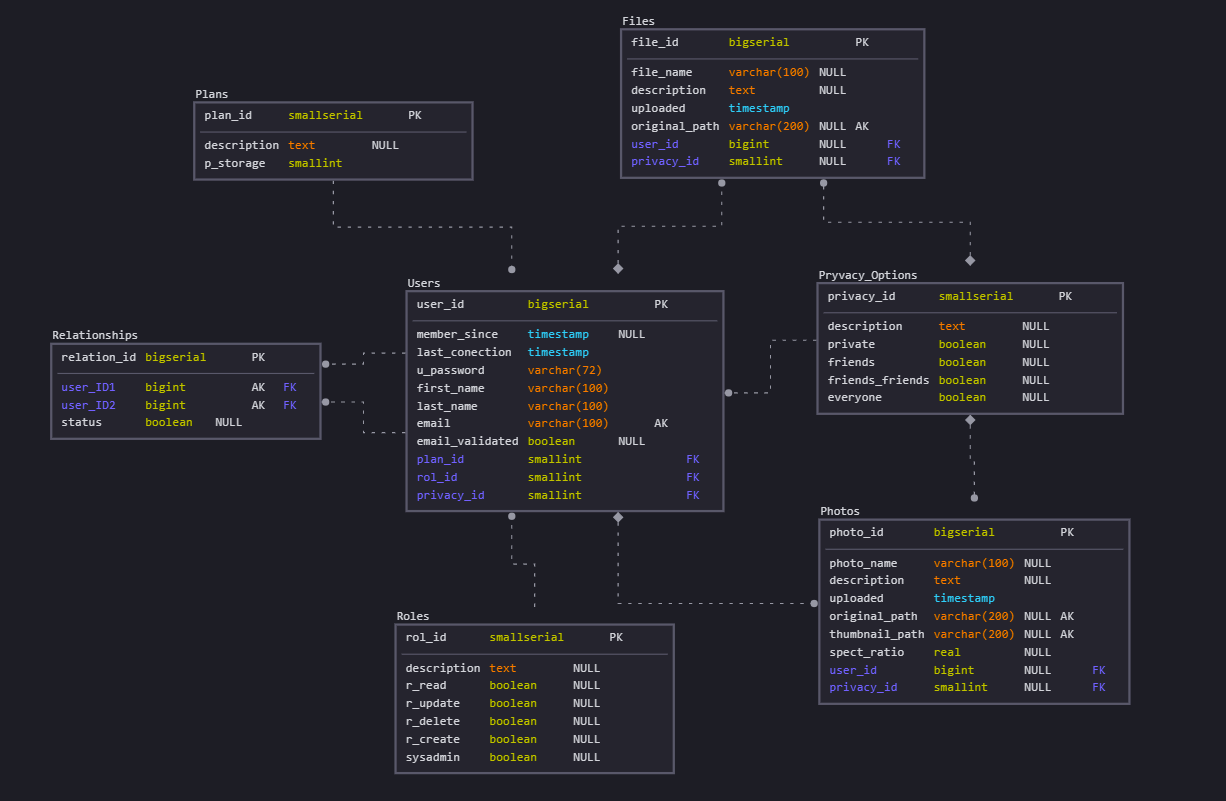 Files
file_id bigserial PK
file_name varchar(100) NULL
description text NULL
uploaded timestamp
original_path varchar(200) NULL AK
user_id bigint NULL FK
privacy_id smallint NULL FK
Plans
plan_id smallserial PK
description text NULL
p_storage smallint
Users
user_id bigserial PK
member_since timestamp NULL
last_conection timestamp
u_password varchar(72)
first_name varchar(100)
last_name varchar(100)
email varchar(100) AK
email_validated boolean NULL
plan_id smallint FK
rol_id smallint FK
privacy_id smallint FK
Pryvacy_Options
privacy_id smallserial PK
description text NULL
private boolean NULL
friends boolean NULL
friends_friends boolean NULL
everyone boolean NULL
Relationships
relation_id bigserial PK
user_ID1 bigint AK FK
user_ID2 bigint AK FK
status boolean NULL
Photos
photo_id bigserial PK
photo_name varchar(100) NULL
description text NULL
uploaded timestamp
original_path varchar(200) NULL AK
thumbnail_path varchar(200) NULL AK
spect_ratio real NULL
user_id bigint NULL FK
privacy_id smallint NULL FK
Roles
rol_id smallserial PK
description text NULL
r_read boolean NULL
r_update boolean NULL
r_delete boolean NULL
r_create boolean NULL
sysadmin boolean NULL